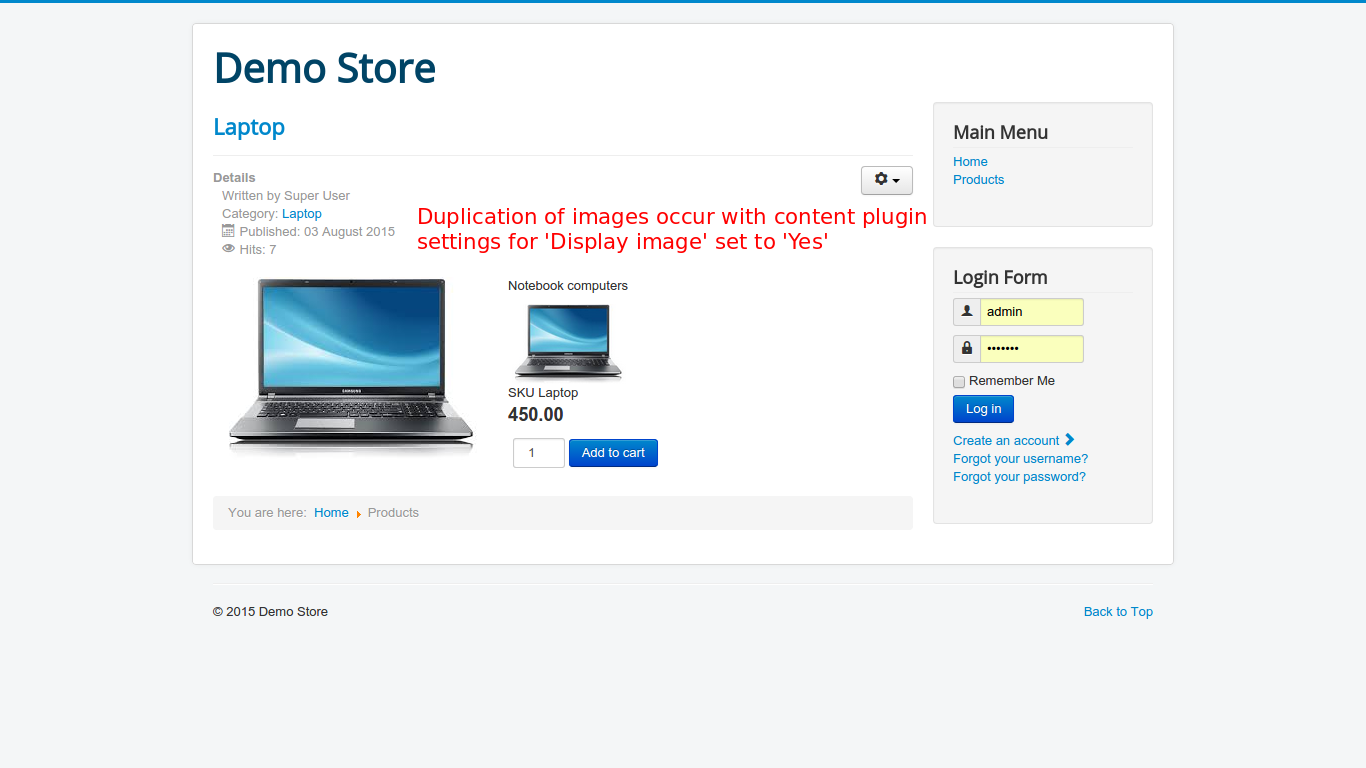 Demo Store
Laptop
Details
Written by Super User
Category: Laptop
Published: 03 August 2015
Hits: 7
Duplication of images occur with content plugin
settings for 'Display image' set to 'Yes'
SAMSUNG
Notebook computers
SKU Laptop
450.00
1
Add to cart
You are here: Home Products
Main Menu
Home
Products
Login Form
admin
•••••••
Remember Me
Log in
Create an account
Forgot your username?
Forgot your password?
© 2015 Demo Store
Back to Top